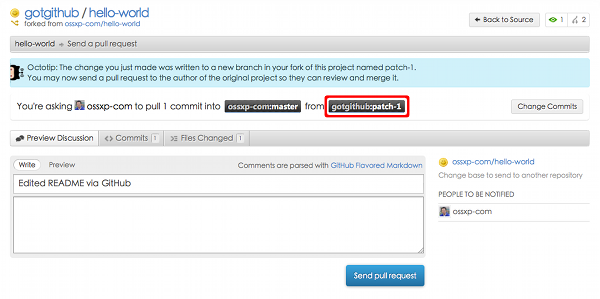 gotgithub / hello-world
forked from ossxp-com/hello-world
Back to Source
1
2
hello-world Send a pull request
Octotip: The change you just made was written to a new branch in your fork of this project named patch-1.
You may now send a pull request to the author of the original project so they can review and merge it.
You're asking ossxp-com to pull 1 commit into ossxp-com:master from gotgithub:patch-1
Change Commits
Preview Discussion
Commits 1
Files Changed 1
Write
Preview
Comments are parsed with GitHub Flavored Markdown
Edited README via GitHub
Send pull request
ossxp-com/hello-world
Change base to send to another repository
PEOPLE TO BE NOTIFIED
ossxp-com